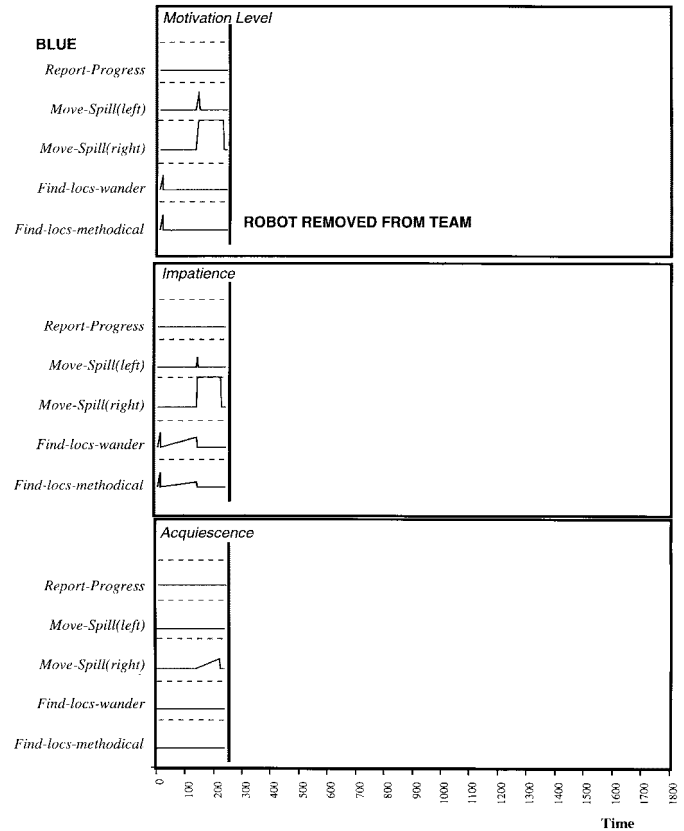 Motivation Level
BLUE
Report-Progress
Move-Spill(left)
Move-Spill(right)
Find-locs-wander
Find-locs-methodical
ROBOT REMOVED FROM TEAM
Impatience
Report-Progress
Move-Spill(left)
Move-Spill(right)
Find-locs-wander
Find-locs-methodical
Acquiescence
Report-Progress
Move-Spill(left)
Move-Spill(right)
Find-locs-wander
Find-locs-methodical
0 100 200 300 400 500 600 700 800 900 1000 1100 1200 1300 1400 1500 1600 1700 1800
Time